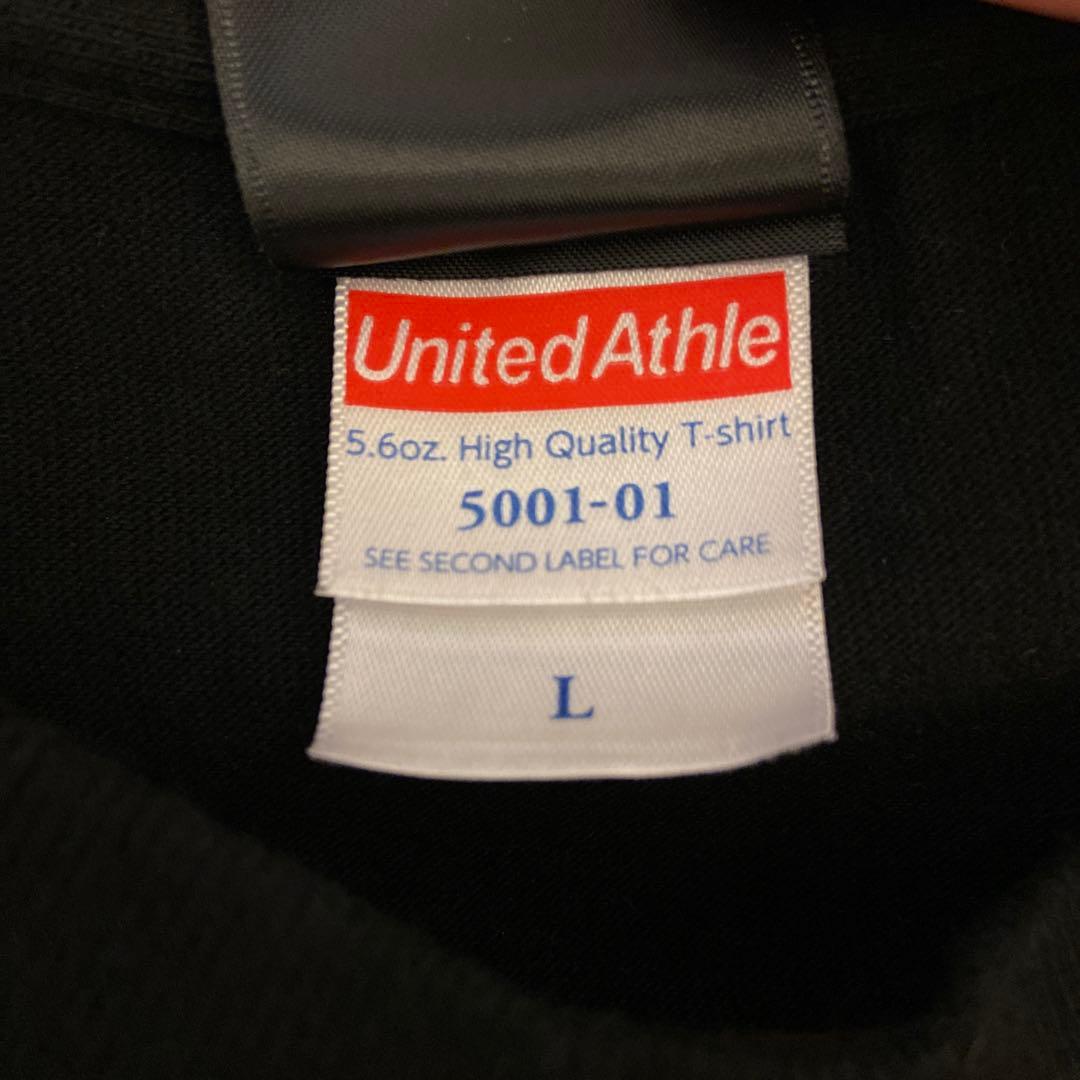 United Athle
5.6oz. High Quality T-shirt
5001-01
SEE SECOND LABEL FOR CARE
L